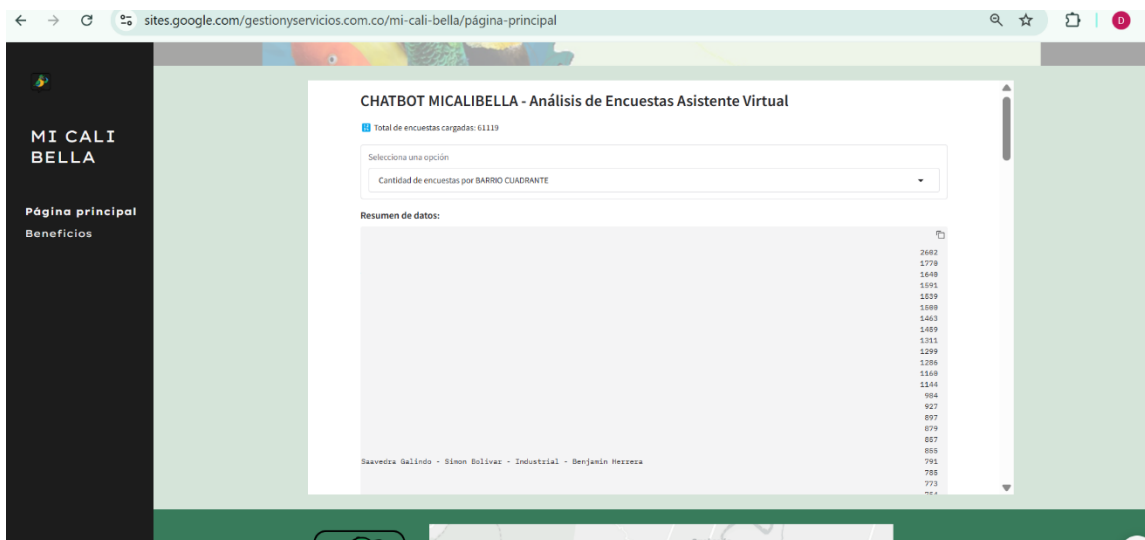 sites.google.com/gestionyservicios.com.co/mi-cali-bella/página-principal
D
CHATBOT MICALIBELLA - Análisis de Encuestas Asistente Virtual
Total de encuestas cargadas: 61119
MI CALI
BELLA
Selecciona una opción
Cantidad de encuestas por BARRIO CUADRANTE
Página principal
Beneficios
Resumen de datos:
2602
1770
1640
1591
1539
1500
1463
1459
1311
1299
1286
1160
1144
984
927
897
879
857
855
Saavedra Galindo - Simon Bolivar - Industrial - Benjamin Herrera 791
785
773